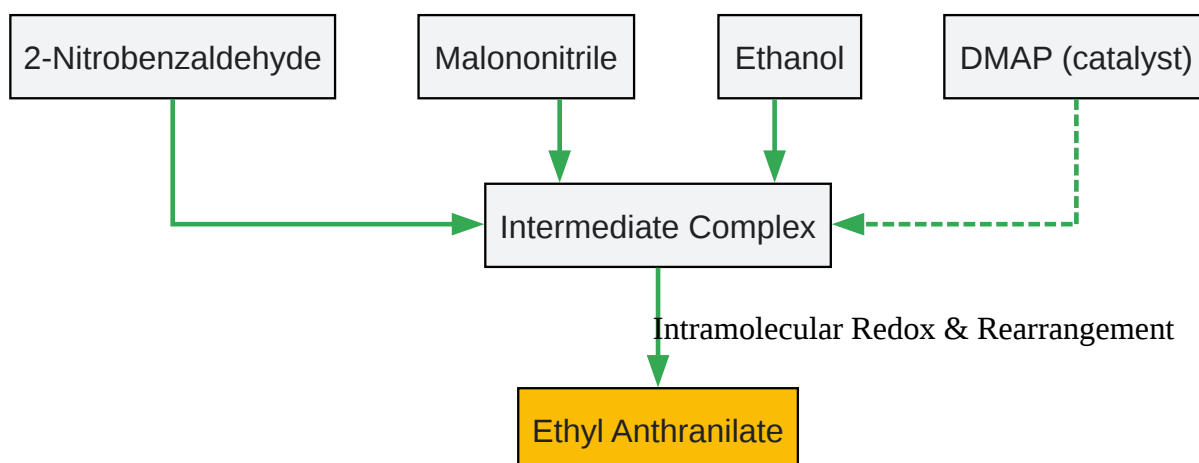 2-Nitrobenzaldehyde
Malononitrile
Ethanol
DMAP (catalyst)
Intermediate Complex
Intramolecular Redox & Rearrangement
Ethyl Anthranilate